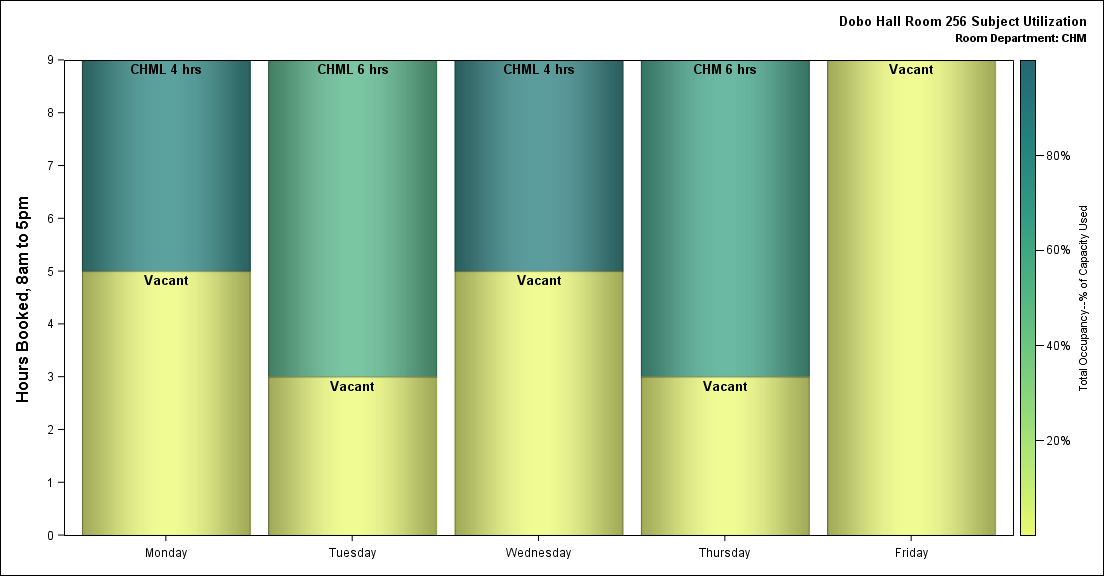 Dobo Hall Room 256 Subject Utilization
Room Department: CHM
Hours Booked, 8am to 5pm
9
8
7
6
5
4
3
2
1
0
CHML 4 hrs
CHML 6 hrs
CHML 4 hrs
CHM 6 hrs
Vacant
Vacant
Vacant
Vacant
Vacant
Monday
Tuesday
Wednesday
Thursday
Friday
80%
60%
40%
20%
Total Occupancy--% of Capacity Used